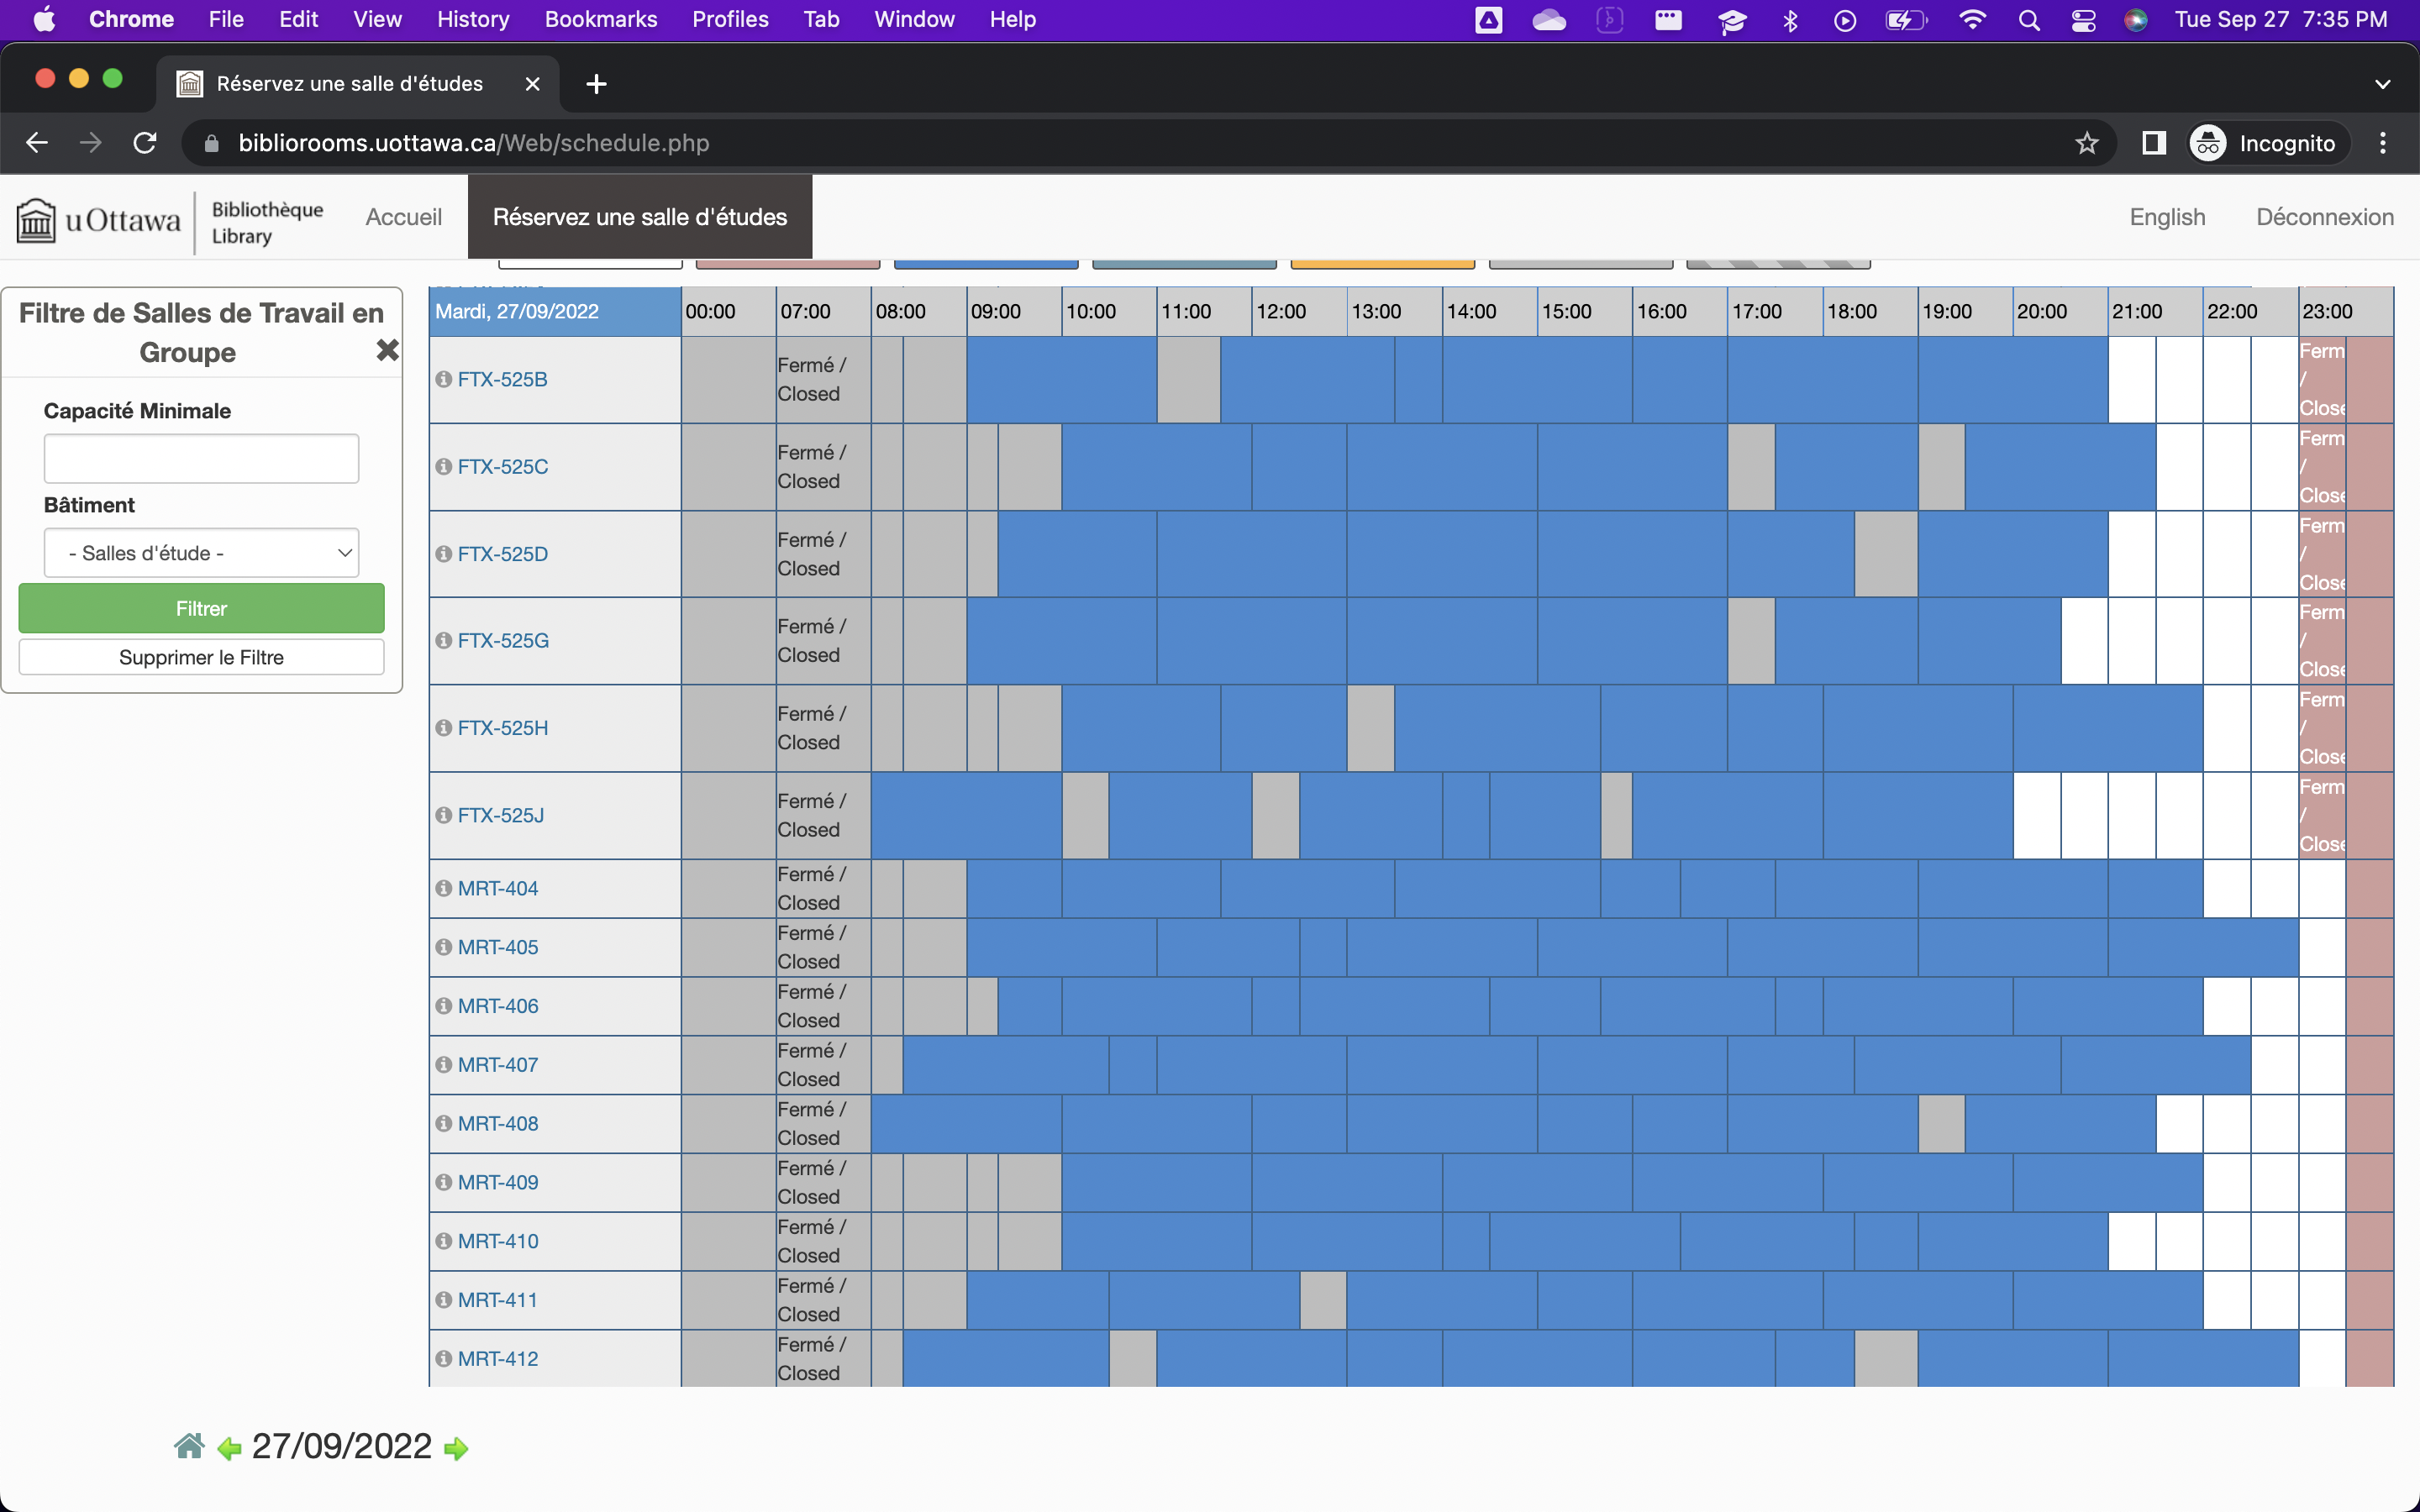 Chrome File Edit View History Bookmarks Profiles Tab Window Help Tue Sep 27 7:35 PM
Réservez une salle d'études
bibliorooms.uottawa.ca/Web/schedule.php Incognito
uOttawa Bibliothèque Accueil Réservez une salle d'études English Déconnexion
Library
Filtre de Salles de Travail en
Groupe
Capacité Minimale
Bâtiment
- Salles d'étude -
Filtrer
Supprimer le Filtre
Mardi, 27/09/2022 00:00 07:00 08:00 09:00 10:00 11:00 12:00 13:00 14:00 15:00 16:00 17:00 18:00 19:00 20:00 21:00 22:00 23:00
FTX-525B Fermé / Closed Ferm / Close
FTX-525C Fermé / Closed Ferm / Close
FTX-525D Fermé / Closed Ferm / Close
FTX-525G Fermé / Closed Ferm / Close
FTX-525H Fermé / Closed Ferm / Close
FTX-525J Fermé / Closed Ferm / Close
MRT-404 Fermé / Closed
MRT-405 Fermé / Closed
MRT-406 Fermé / Closed
MRT-407 Fermé / Closed
MRT-408 Fermé / Closed
MRT-409 Fermé / Closed
MRT-410 Fermé / Closed
MRT-411 Fermé / Closed
MRT-412 Fermé / Closed
27/09/2022